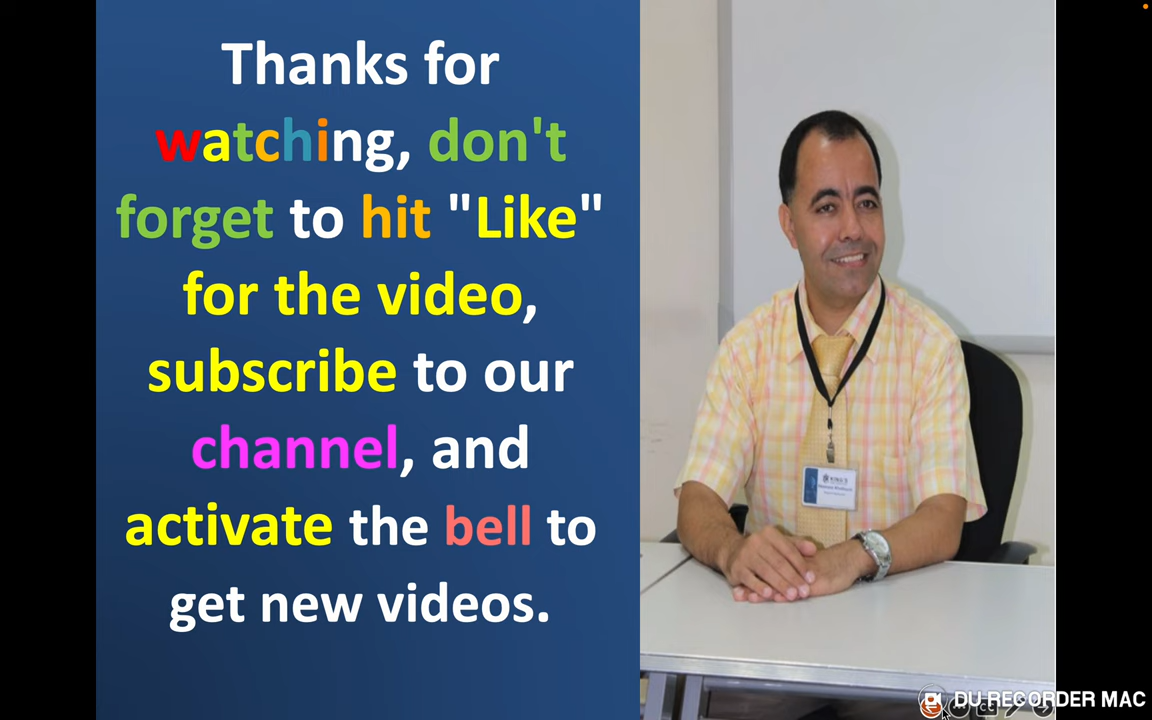 Thanks for
watching, don't
forget to hit "Like"
for the video,
subscribe to our
channel, and
activate the bell to
get new videos.
KING'S
DU RECORDER MAC